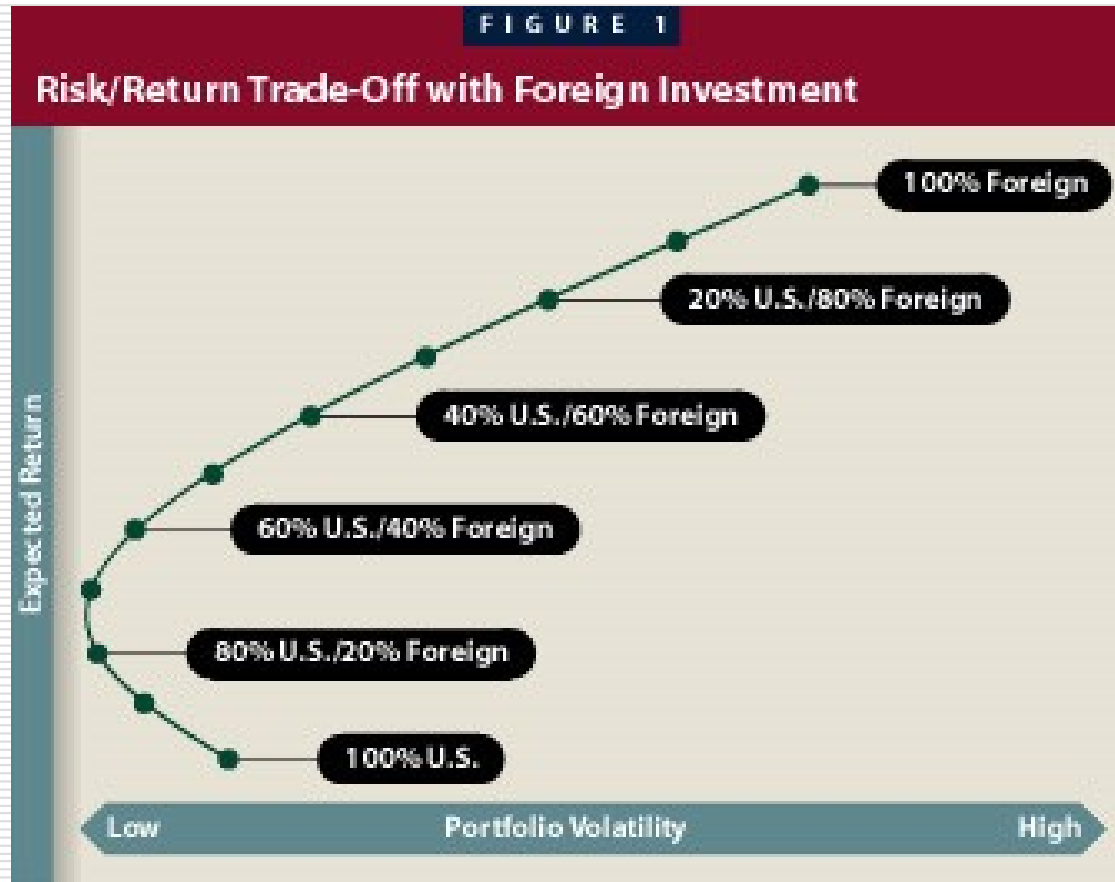 FIGURE 1
Risk/Return Trade-Off with Foreign Investment
100% Foreign
20% U.S./80% Foreign
40% U.S./60% Foreign
60% U.S./40% Foreign
80% U.S./20% Foreign
100% U.S.
Expected Return
Low Portfolio Volatility High